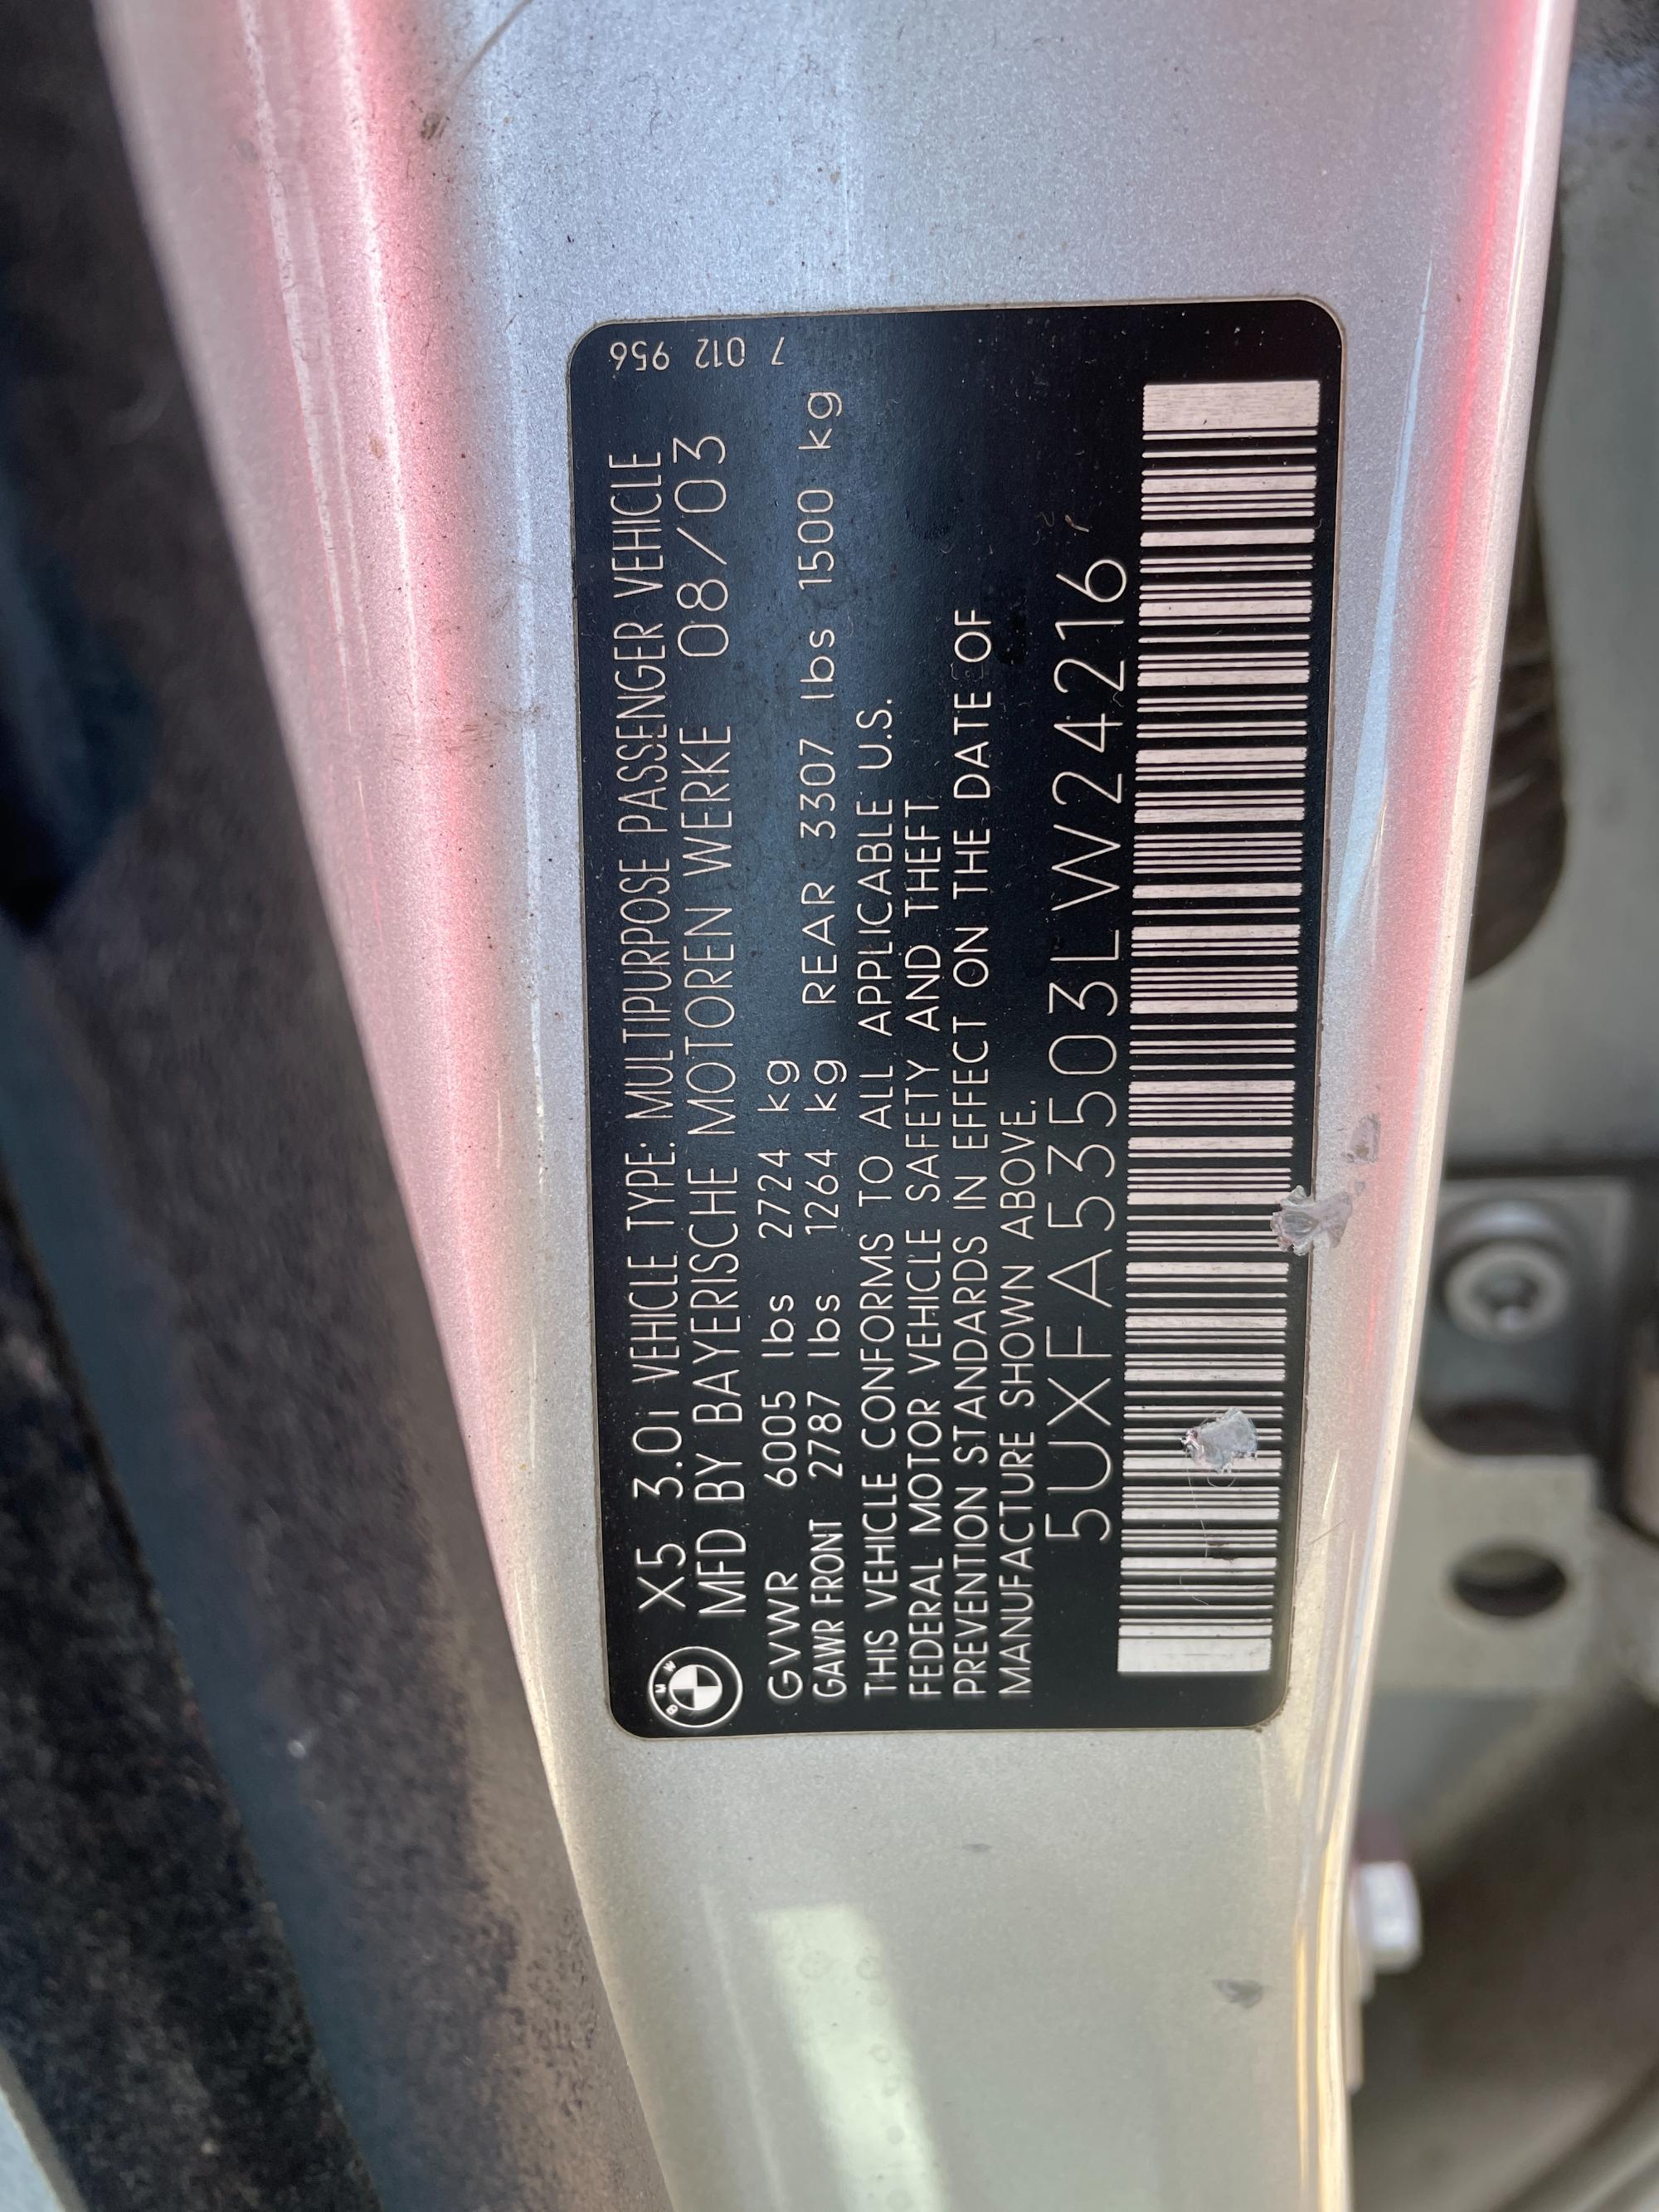 BMW
X5 3.0i VEHICLE TYPE: MULTIPURPOSE PASSENGER VEHICLE
MFD BY BAYERISCHE MOTOREN WERKE 08/03
GVWR 6005 lbs 2724 kg
GAWR FRONT 2787 lbs 1264 kg REAR 3307 lbs 1500 kg
THIS VEHICLE CONFORMS TO ALL APPLICABLE U.S.
FEDERAL MOTOR VEHICLE SAFETY AND THEFT
PREVENTION STANDARDS IN EFFECT ON THE DATE OF
MANUFACTURE SHOWN ABOVE.
5UXFA53503LW24216
7 012 956